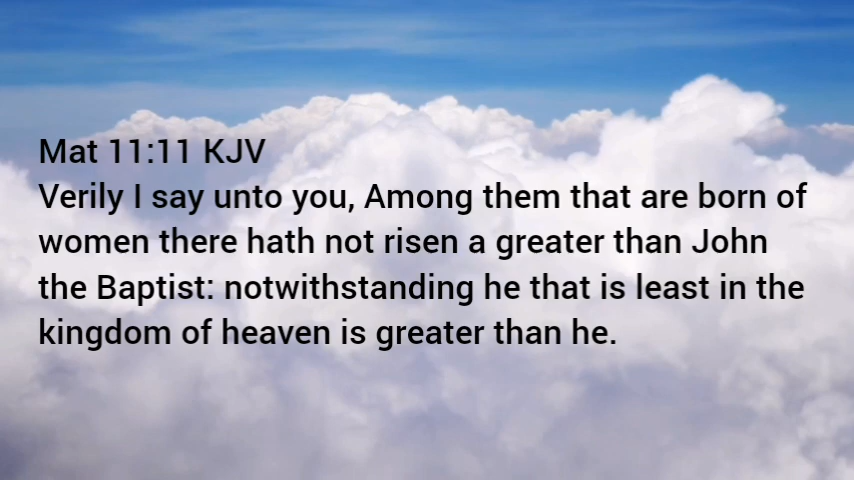 Mat 11:11 KJV
Verily I say unto you, Among them that are born of
women there hath not risen a greater than John
the Baptist: notwithstanding he that is least in the
kingdom of heaven is greater than he.